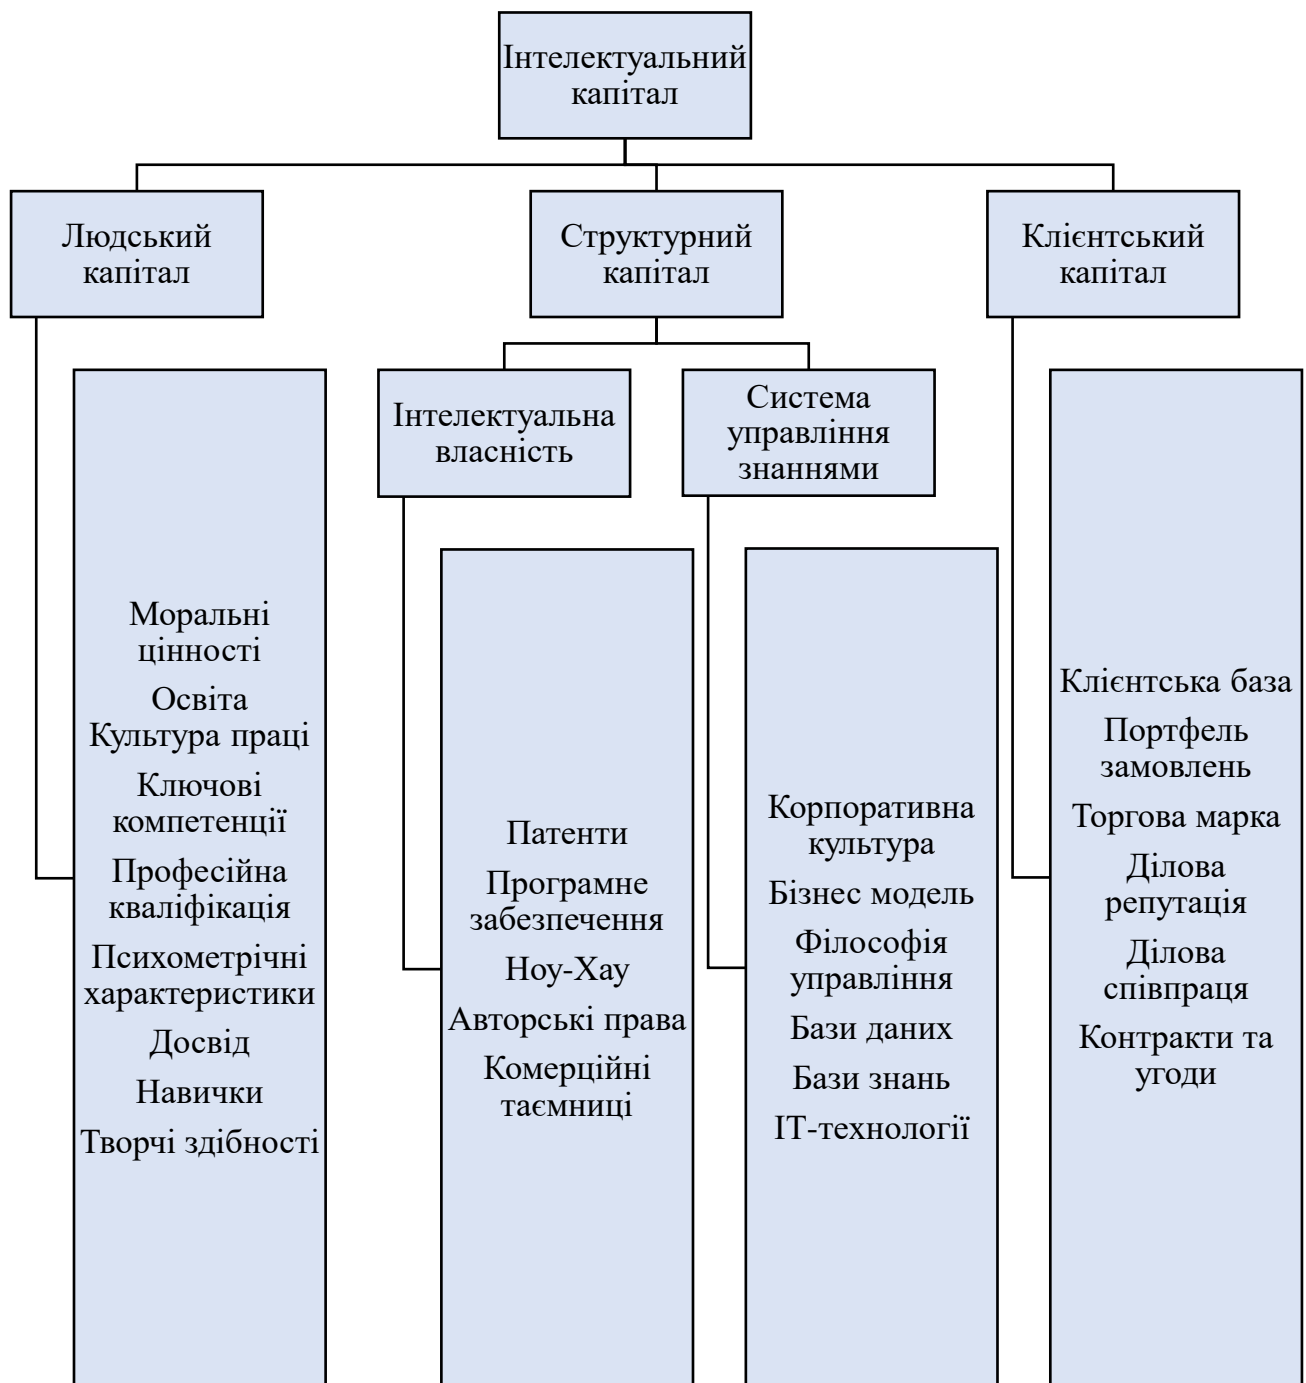 Інтелектуальний
капітал
Людський
капітал
Структурний
капітал
Клієнтський
капітал
Інтелектуальна
власність
Система
управління
знаннями
Моральні
цінності
Освіта
Культура праці
Ключові
компетенції
Професійна
кваліфікація
Психометрічні
характеристики
Досвід
Навички
Творчі здібності
Патенти
Програмне
забезпечення
Ноу-Хау
Авторські права
Комерційні
таємниці
Корпоративна
культура
Бізнес модель
Філософія
управління
Бази даних
Бази знань
ІТ-технології
Клієнтська база
Портфель
замовлень
Торгова марка
Ділова
репутація
Ділова
співпраця
Контракти та
угоди